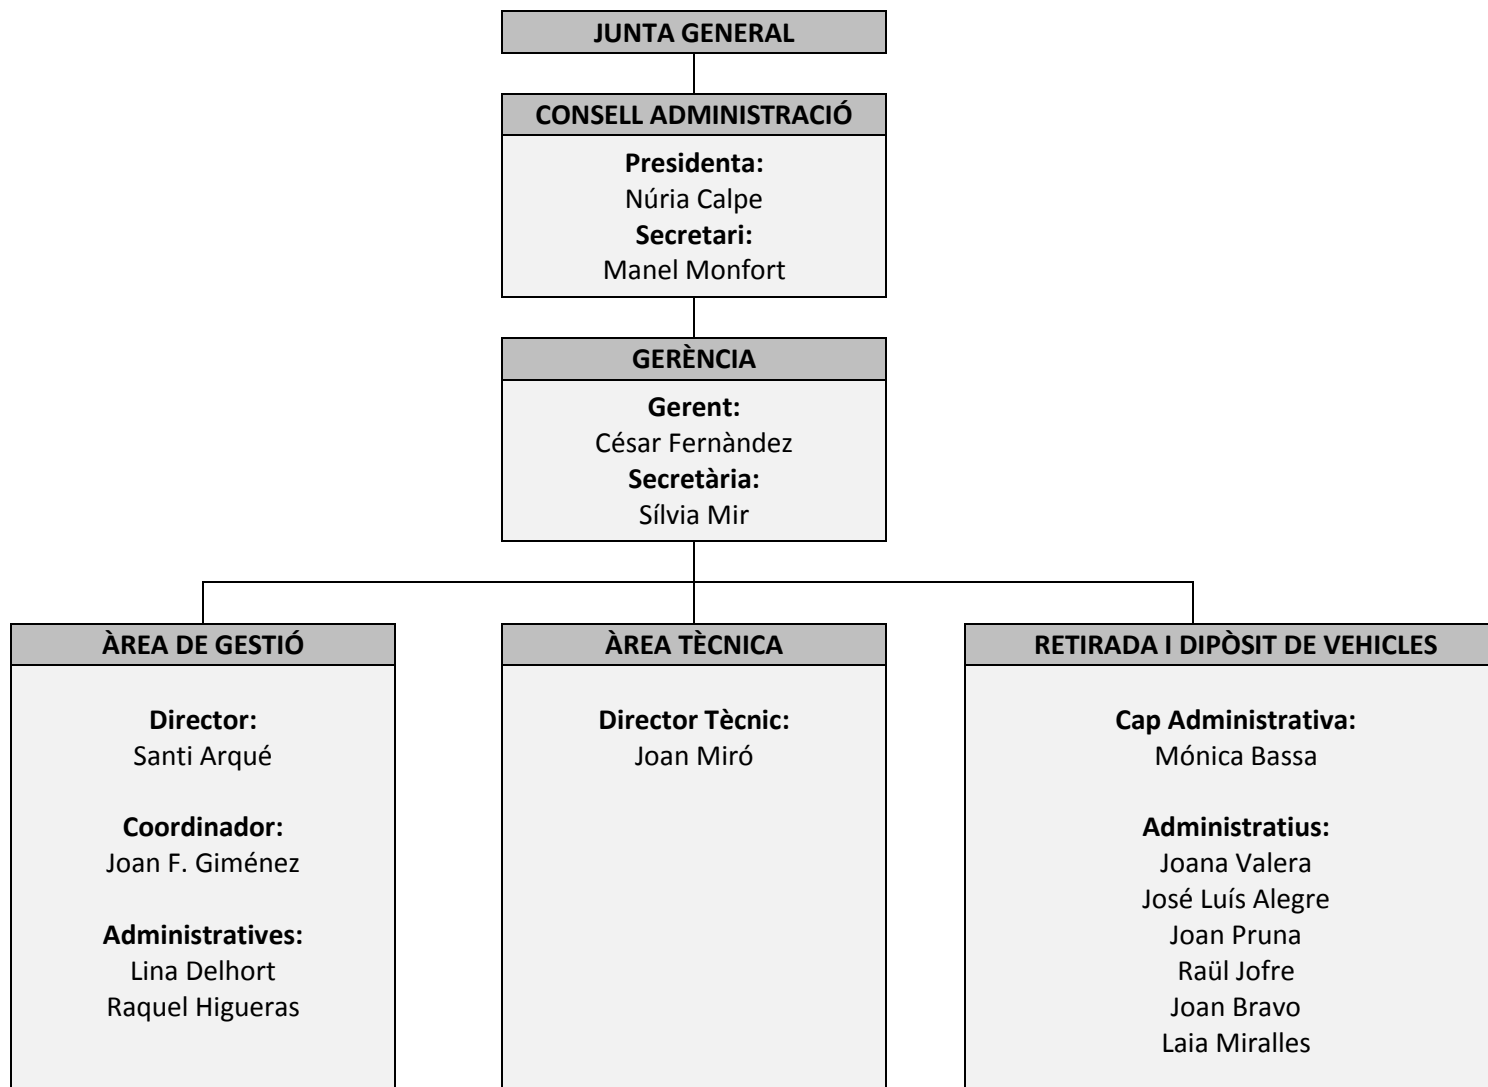 JUNTA GENERAL
CONSELL ADMINISTRACIÓ
Presidenta:
Núria Calpe
Secretari:
Manel Monfort
GERÈNCIA
Gerent:
César Fernàndez
Secretària:
Sílvia Mir
ÀREA DE GESTIÓ
Director:
Santi Arqué
Coordinador:
Joan F. Giménez
Administratives:
Lina Delhort
Raquel Higueras
ÀREA TÈCNICA
Director Tècnic:
Joan Miró
RETIRADA I DIPÒSIT DE VEHICLES
Cap Administrativa:
Mónica Bassa
Administratius:
Joana Valera
José Luís Alegre
Joan Pruna
Raül Jofre
Joan Bravo
Laia Miralles